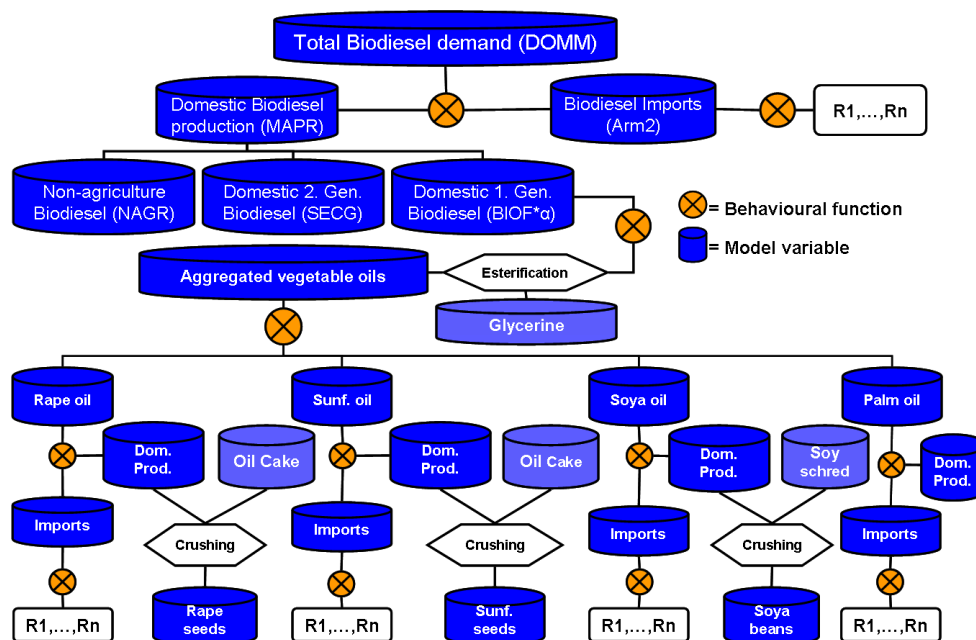 Total Biodiesel demand (DOMM)
Domestic Biodiesel
production (MAPR)
Biodiesel Imports
(Arm2)
R1,...,Rn
Non-agriculture
Biodiesel (NAGR)
Domestic 2. Gen.
Biodiesel (SECG)
Domestic 1. Gen.
Biodiesel (BIOF*α)
= Behavioural function
= Model variable
Aggregated vegetable oils
Esterification
Glycerine
Rape oil
Sunf. oil
Soya oil
Palm oil
Dom.
Prod.
Oil Cake
Dom.
Prod.
Oil Cake
Dom.
Prod.
Soy
schred
Dom.
Prod.
Imports
Crushing
Imports
Crushing
Imports
Crushing
Imports
R1,...,Rn
Rape
seeds
R1,...,Rn
Sunf.
seeds
R1,...,Rn
Soya
beans
R1,...,Rn